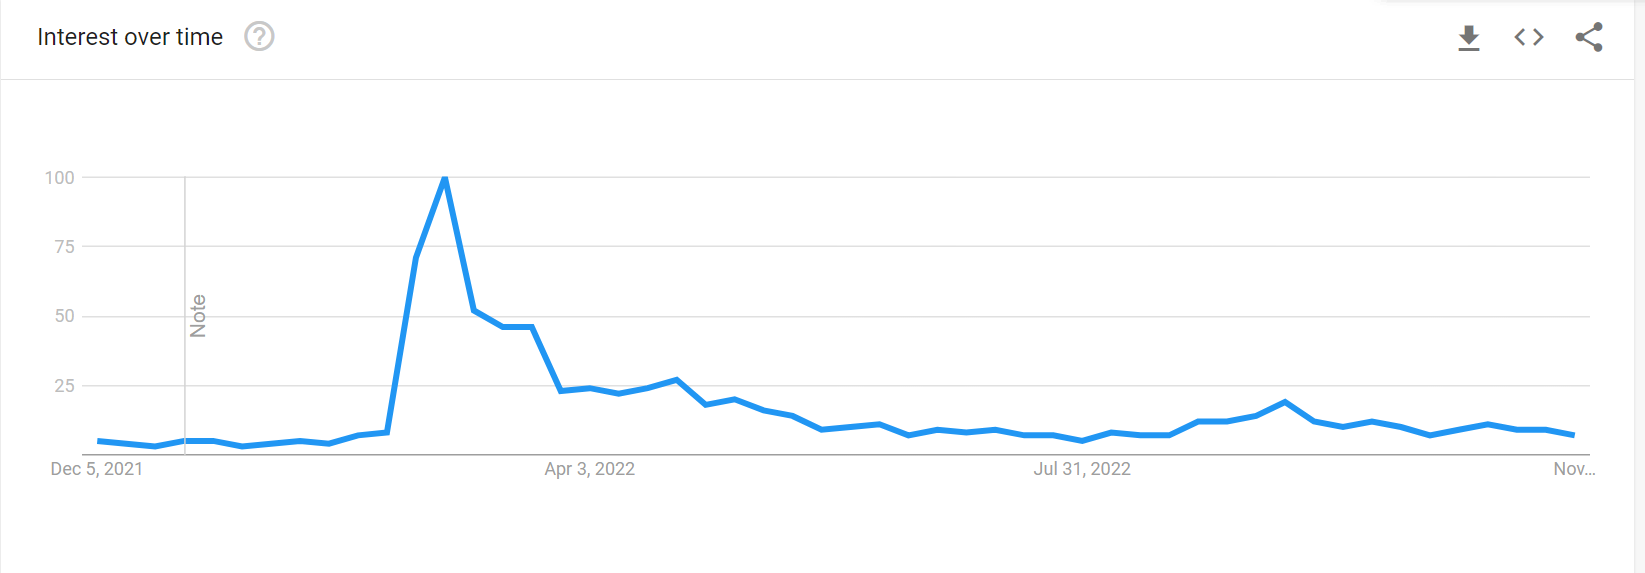 Interest over time
100
75
50
25
Note
Dec 5, 2021 Apr 3, 2022 Jul 31, 2022 Nov...